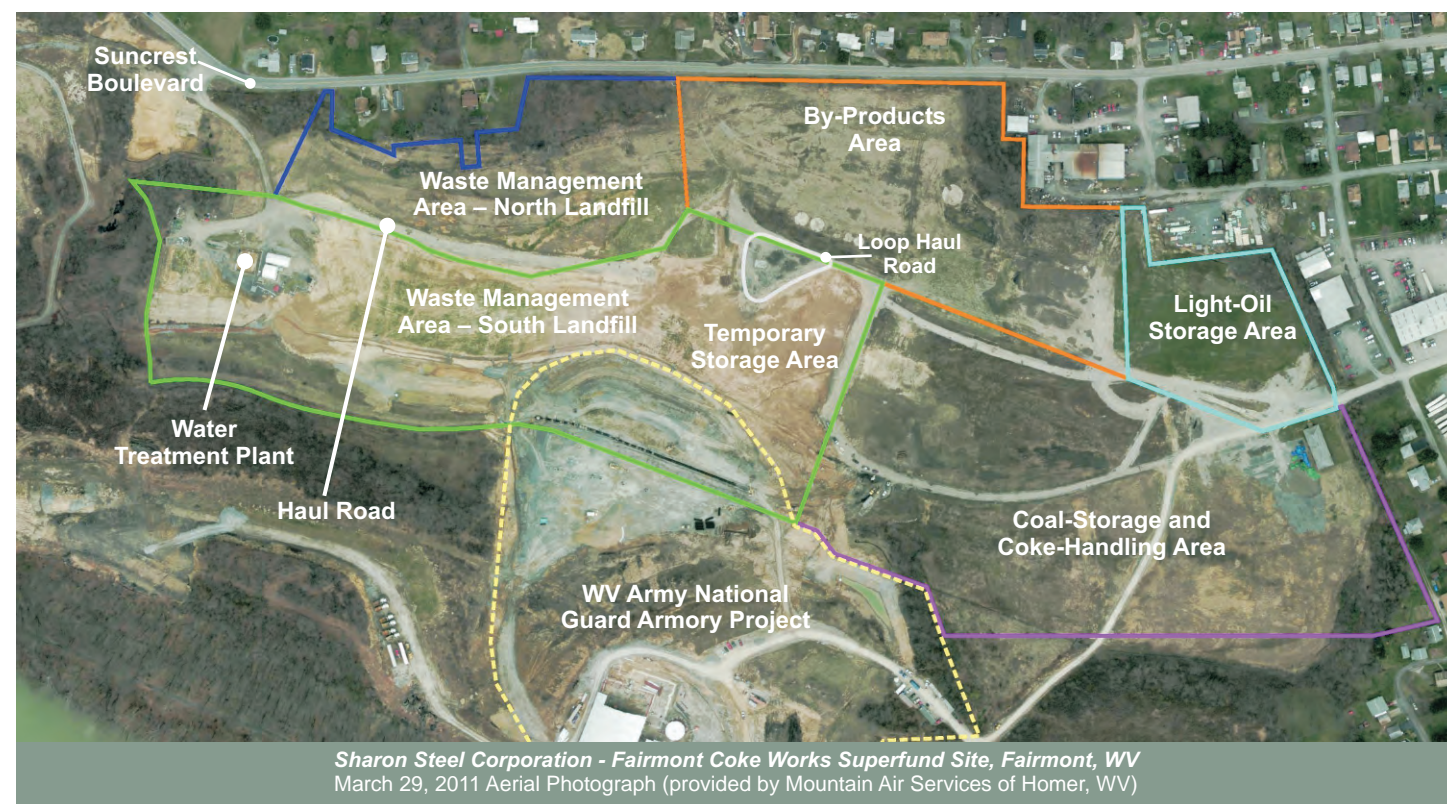 Suncrest
Boulevard
By-Products
Area
Waste Management
Area – North Landfill
Loop Haul
Road
Waste Management
Area – South Landfill
Light-Oil
Storage Area
Temporary
Storage Area
Water
Treatment Plant
Haul Road
Coal-Storage and
Coke-Handling Area
WV Army National
Guard Armory Project
Sharon Steel Corporation - Fairmont Coke Works Superfund Site, Fairmont, WV
March 29, 2011 Aerial Photograph (provided by Mountain Air Services of Homer, WV)